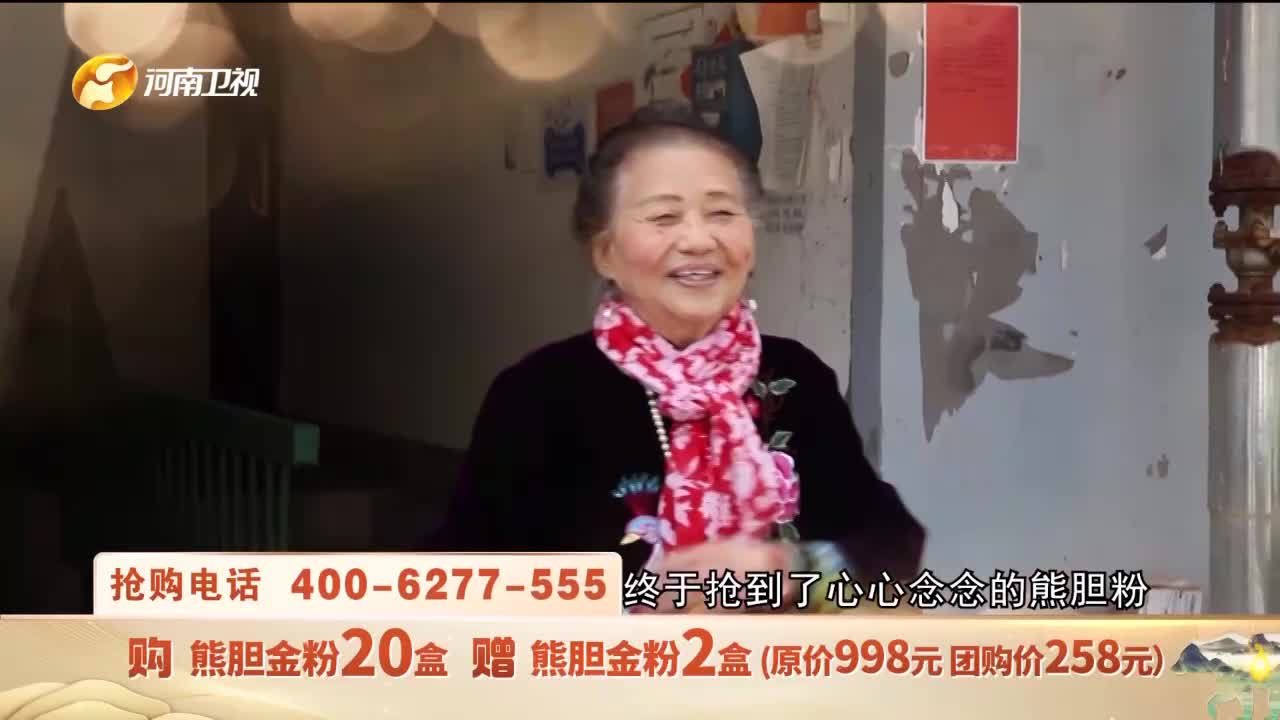 河南卫视
抢购电话 400-6277-555
终于抢到了心心念念的熊胆粉
购 熊胆金粉20盒 赠 熊胆金粉2盒(原价998元 团购价258元)